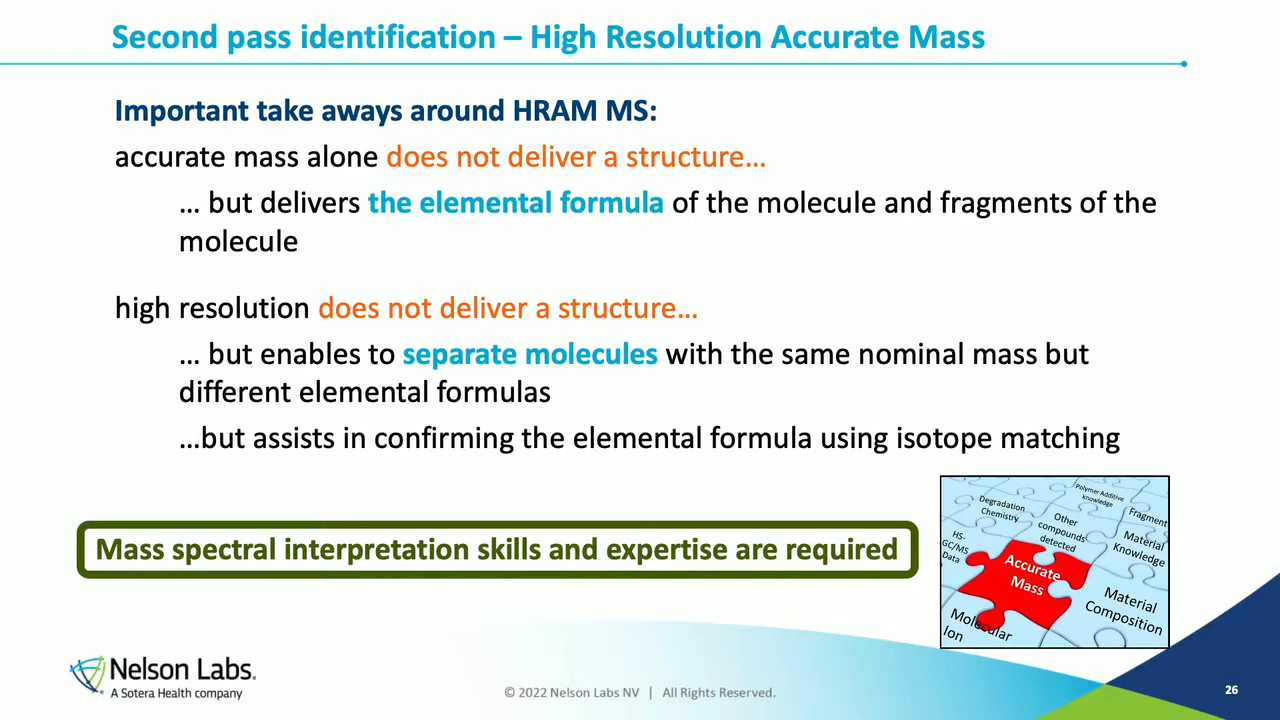 Second pass identification – High Resolution Accurate Mass
Important take aways around HRAM MS:
accurate mass alone does not deliver a structure…
… but delivers the elemental formula of the molecule and fragments of the
molecule
high resolution does not deliver a structure…
… but enables to separate molecules with the same nominal mass but
different elemental formulas
…but assists in confirming the elemental formula using isotope matching
Mass spectral interpretation skills and expertise are required
Polymer Additive
knowledge
Degradation
Chemistry
Other
compounds
detected
Fragment
Material
Knowledge
HS-
GC/MS
Data
Accurate
Mass
Material
Composition
Molecular
Ion
Nelson Labs.
A Sotera Health company
© 2022 Nelson Labs NV | All Rights Reserved.
26